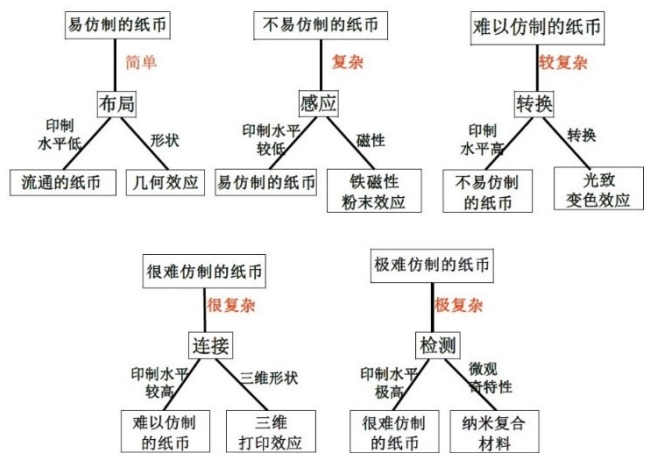 易仿制的纸币
不易仿制的纸币
难以仿制的纸币
简单
复杂
较复杂
布局
感应
转换
印制
水平低
形状
印制水平
较低
磁性
印制
水平高
转换
流通的纸币
几何效应
易仿制的纸币
铁磁性
粉末效应
不易仿制
的纸币
光致
变色效应
很难仿制的纸币
极难仿制的纸币
很复杂
极复杂
连接
检测
印制水平
较高
三维形状
印制水平
极高
微观
奇特性
难以仿制
的纸币
三维
打印效应
很难仿制
的纸币
纳米复合
材料